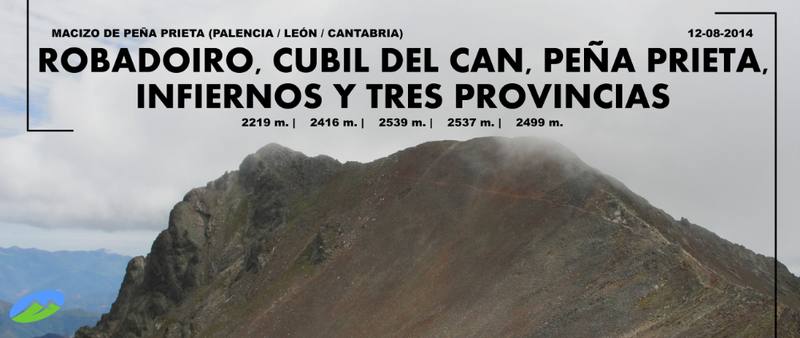 MACIZO DE PEÑA PRIETA (PALENCIA / LEÓN / CANTABRIA)
12-08-2014
ROBADOIRO, CUBIL DEL CAN, PEÑA PRIETA,
INFIERNOS Y TRES PROVINCIAS
2219 m. | 2416 m. | 2539 m. | 2537 m. | 2499 m.